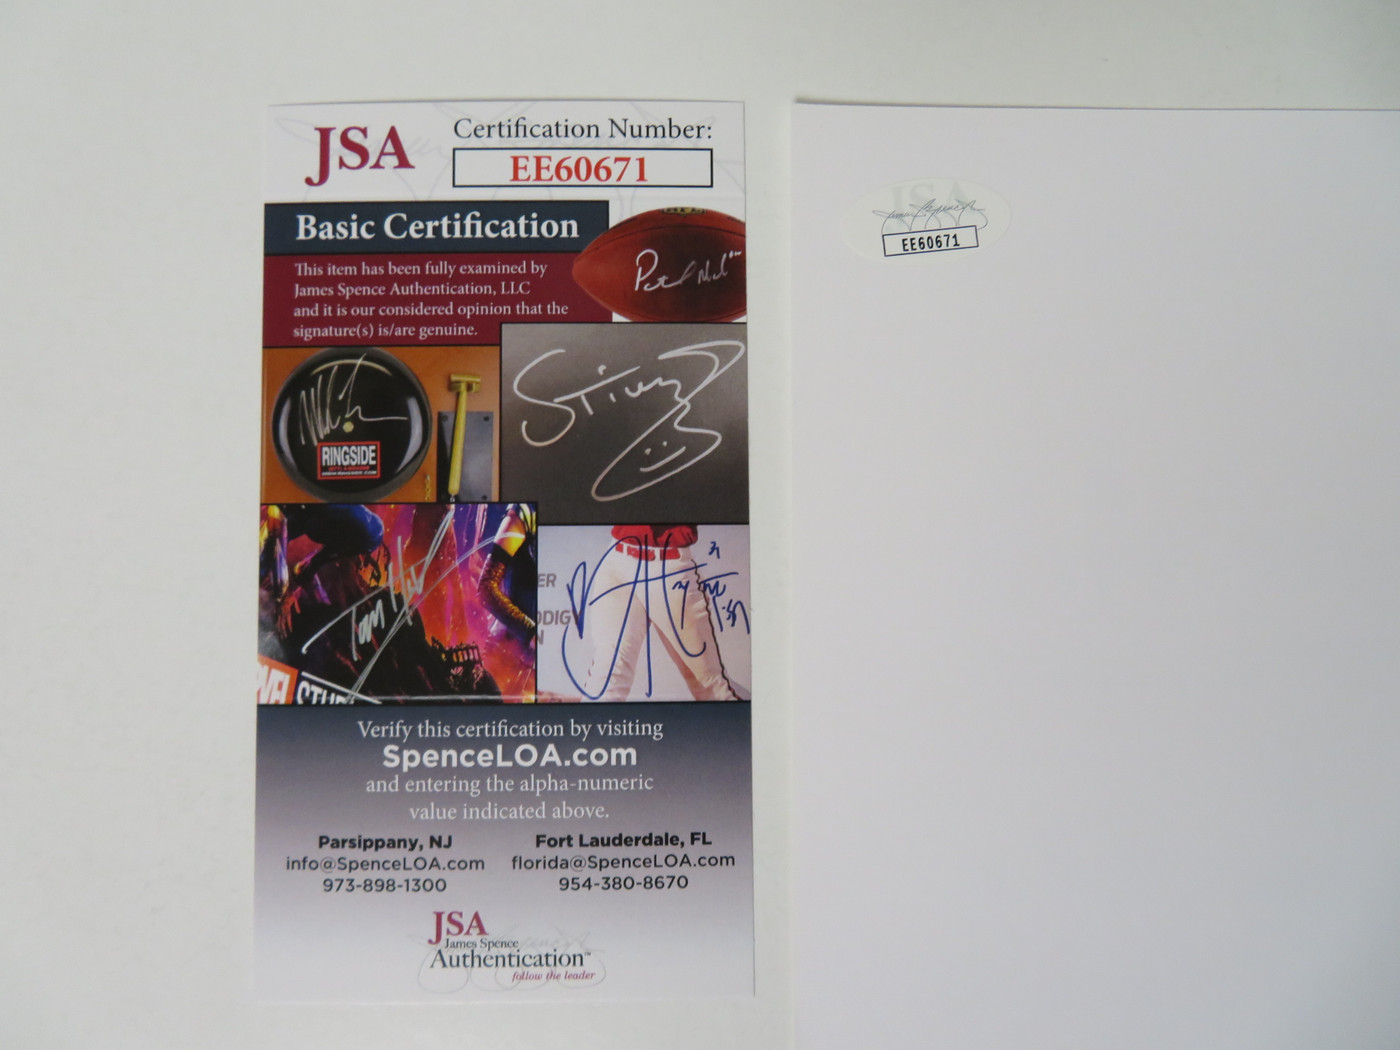 JSA
Certification Number:
EE60671
Basic Certification
This item has been fully examined by
James Spence Authentication, LLC
and it is our considered opinion that the
signature(s) is/are genuine.
RINGSIDE
STUD
Verify this certification by visiting
SpenceLOA.com
and entering the alpha-numeric
value indicated above.
Parsippany, NJ
info@SpenceLOA.com
973-898-1300
Fort Lauderdale, FL
florida@SpenceLOA.com
954-380-8670
JSA
James Spence
Authentication™
follow the leader
JSA
EE60671